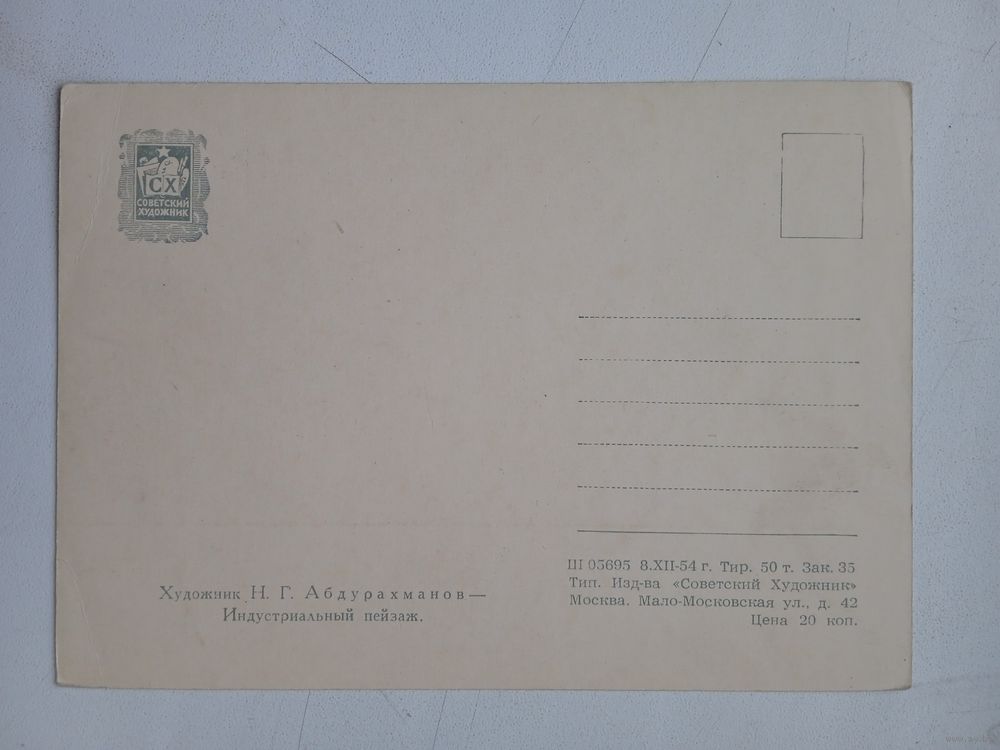 СХ
СОВЕТСКИЙ
ХУДОЖНИК
Художник Н. Г. Абдурахманов—
Индустриальный пейзаж.
Ш 05695 8.XII-54 г. Тир. 50 т. Зак. 35
Тип. Изд-ва «Советский Художник»
Москва. Мало-Московская ул., д. 42
Цена 20 коп.